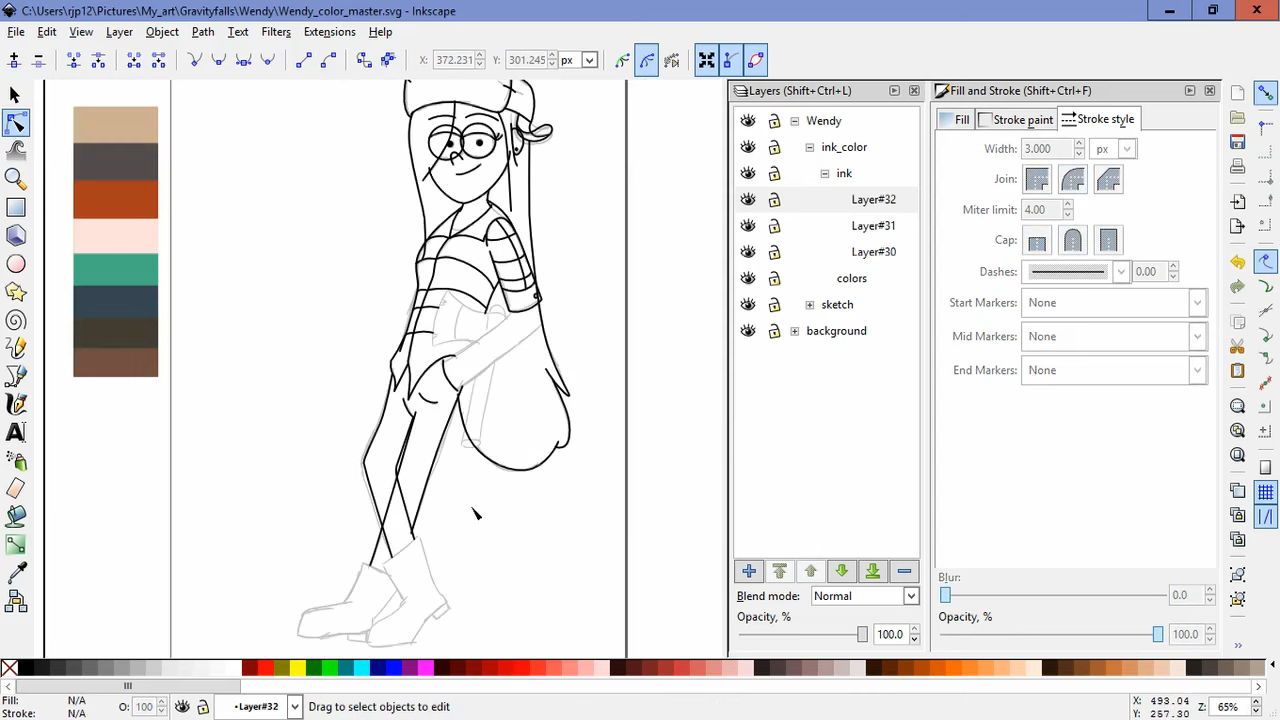 C:\Users\rjp12\Pictures\My_art\Gravityfalls\Wendy\Wendy_color_master.svg - Inkscape
File Edit View Layer Object Path Text Filters Extensions Help
X: 372.231 Y: 301.245 px
Layers (Shift+Ctrl+L)
Wendy
ink_color
ink
Layer#32
Layer#31
Layer#30
colors
sketch
background
Blend mode: Normal
Opacity, %
100.0
Fill and Stroke (Shift+Ctrl+F)
Fill Stroke paint Stroke style
Width: 3.000 px
Join:
Miter limit: 4.00
Cap:
Dashes: 0.00
Start Markers: None
Mid Markers: None
End Markers: None
Blur:
0.0
Opacity, %
100.0
Fill: N/A
Stroke: N/A
O: 100
•Layer#32
Drag to select objects to edit
X: 493.04
Y: 257.30
Z: 65%